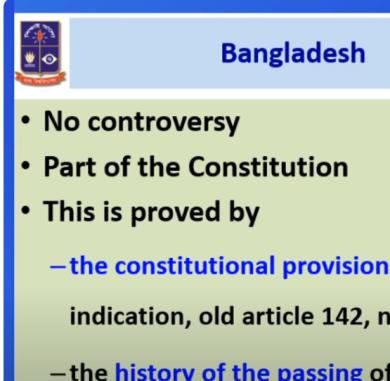 Bangladesh
• No controversy
• Part of the Constitution
• This is proved by
–the constitutional provision
indication, old article 142, n
–the history of the passing of